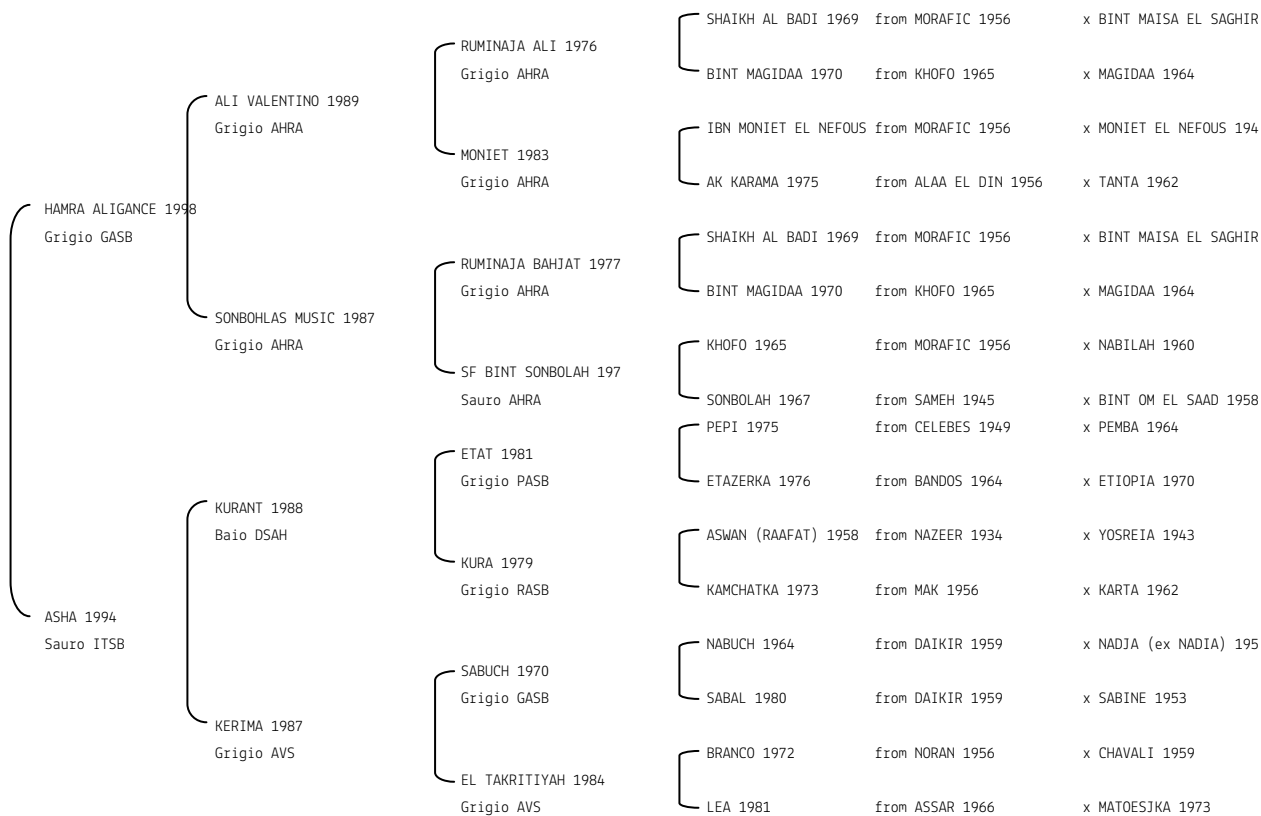 SHAIKH AL BADI 1969 from MORAFIC 1956 x BINT MAISA EL SAGHIR
RUMINAJA ALI 1976
Grigio AHRA
BINT MAGIDAA 1970 from KHOFO 1965 x MAGIDAA 1964
ALI VALENTINO 1989
Grigio AHRA
IBN MONIET EL NEFOUS from MORAFIC 1956 x MONIET EL NEFOUS 194
MONIET 1983
Grigio AHRA
AK KARAMA 1975 from ALAA EL DIN 1956 x TANTA 1962
HAMRA ALIGANCE 1998
Grigio GASB
SHAIKH AL BADI 1969 from MORAFIC 1956 x BINT MAISA EL SAGHIR
RUMINAJA BAHJAT 1977
Grigio AHRA
BINT MAGIDAA 1970 from KHOFO 1965 x MAGIDAA 1964
SONBOHLAS MUSIC 1987
Grigio AHRA
KHOFO 1965 from MORAFIC 1956 x NABILAH 1960
SF BINT SONBOLAH 197
Sauro AHRA
SONBOLAH 1967 from SAMEH 1945 x BINT OM EL SAAD 1958
PEPI 1975 from CELEBES 1949 x PEMBA 1964
ETAT 1981
Grigio PASB
ETAZERKA 1976 from BANDOS 1964 x ETIOPIA 1970
KURANT 1988
Baio DSAH
ASWAN (RAAFAT) 1958 from NAZEER 1934 x YOSREIA 1943
KURA 1979
Grigio RASB
KAMCHATKA 1973 from MAK 1956 x KARTA 1962
ASHA 1994
Sauro ITSB
NABUCH 1964 from DAIKIR 1959 x NADJA (ex NADIA) 195
SABUCH 1970
Grigio GASB
SABAL 1980 from DAIKIR 1959 x SABINE 1953
KERIMA 1987
Grigio AVS
BRANCO 1972 from NORAN 1956 x CHAVALI 1959
EL TAKRITIYAH 1984
Grigio AVS
LEA 1981 from ASSAR 1966 x MATOESJKA 1973